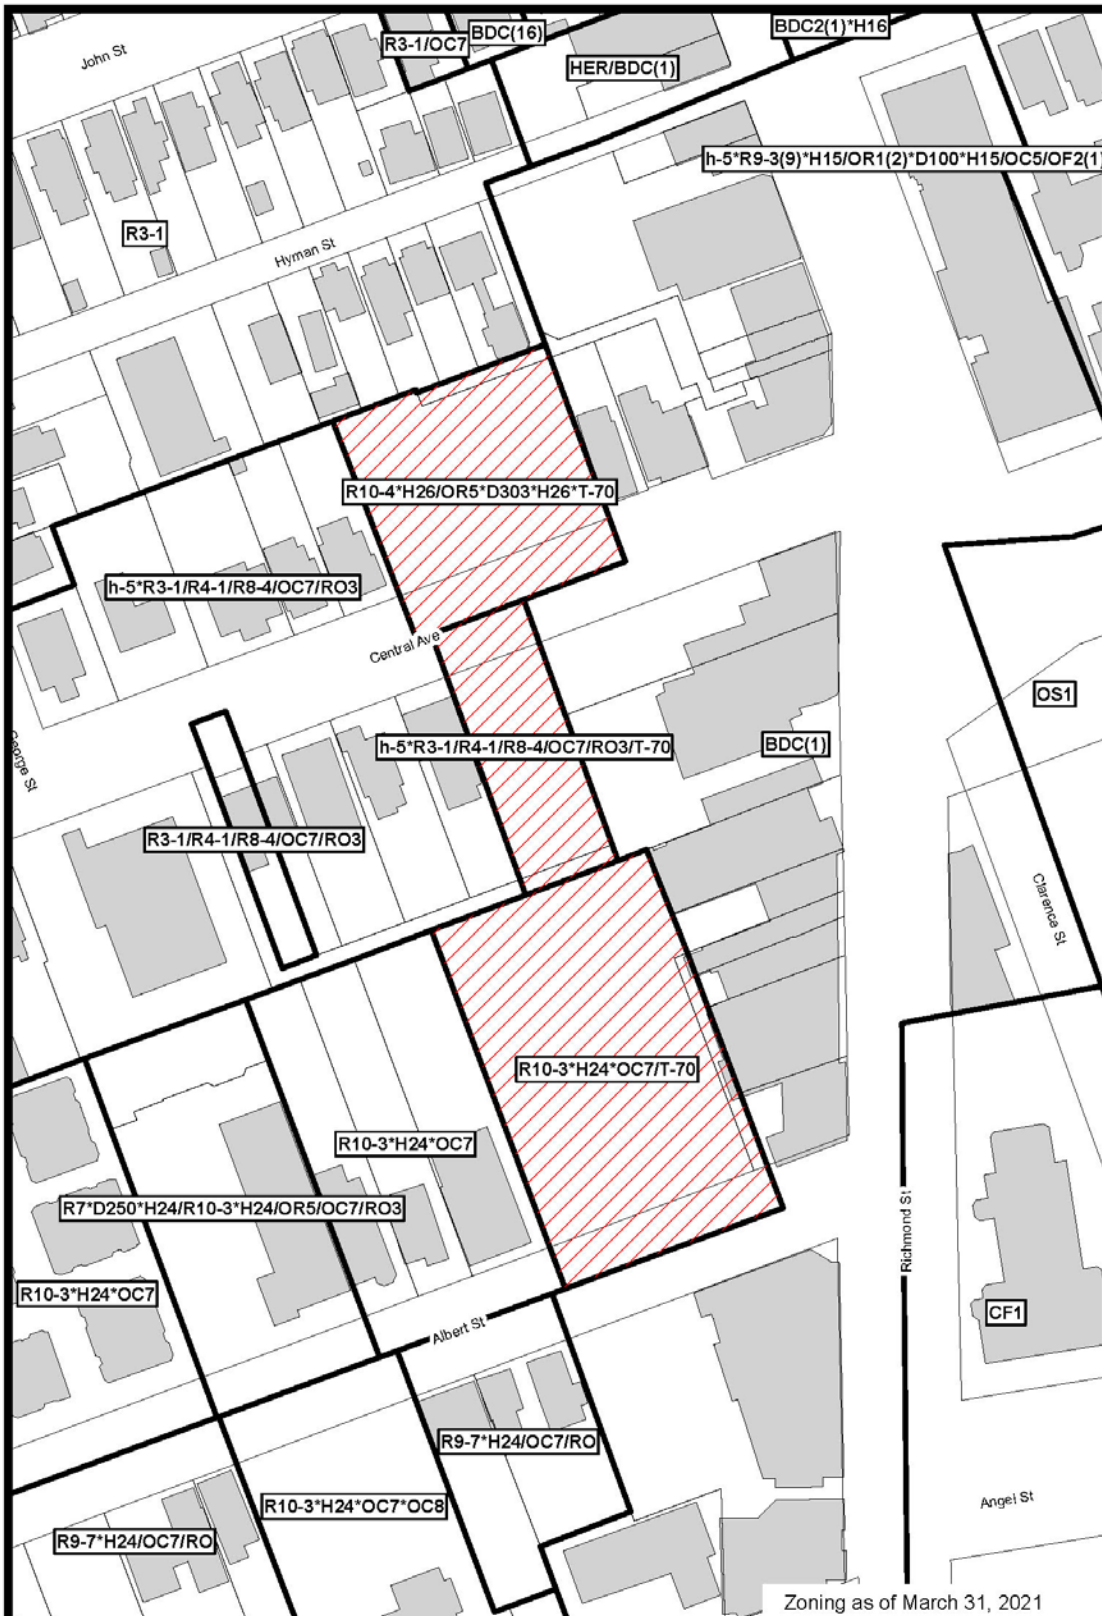 BDC(16)
BDC2(1)*H16
R3-1/OC7
John St
HER/BDC(1)
h-5*R9-3(9)*H15/OR1(2)*D100*H15/OC5/OF2(1)
R3-1
Hyman St
R10-4*H26/OR5*D303*H26*T-70
h-5*R3-1/R4-1/R8-4/OC7/RO3
Central Ave
OS1
h-5*R3-1/R4-1/R8-4/OC7/RO3/T-70
BDC(1)
George St
R3-1/R4-1/R8-4/OC7/RO3
Clarence St
R10-3*H24*OC7/T-70
R10-3*H24*OC7
R7*D250*H24/R10-3*H24/OR5/OC7/RO3
Richmond St
R10-3*H24*OC7
CF1
Albert St
R9-7*H24/OC7/RO
Angel St
R10-3*H24*OC7*OC8
R9-7*H24/OC7/RO
Zoning as of March 31, 2021